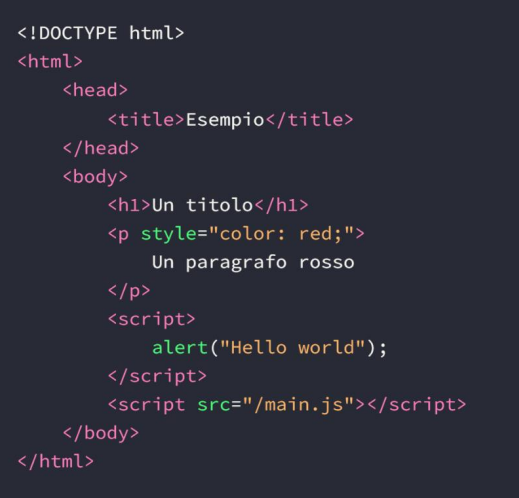 <!DOCTYPE html>
<html>
    <head>
        <title>Esempio</title>
    </head>
    <body>
        <h1>Un titolo</h1>
        <p style="color: red;">
            Un paragrafo rosso
        </p>
        <script>
            alert("Hello world");
        </script>
        <script src="/main.js"></script>
    </body>
</html>